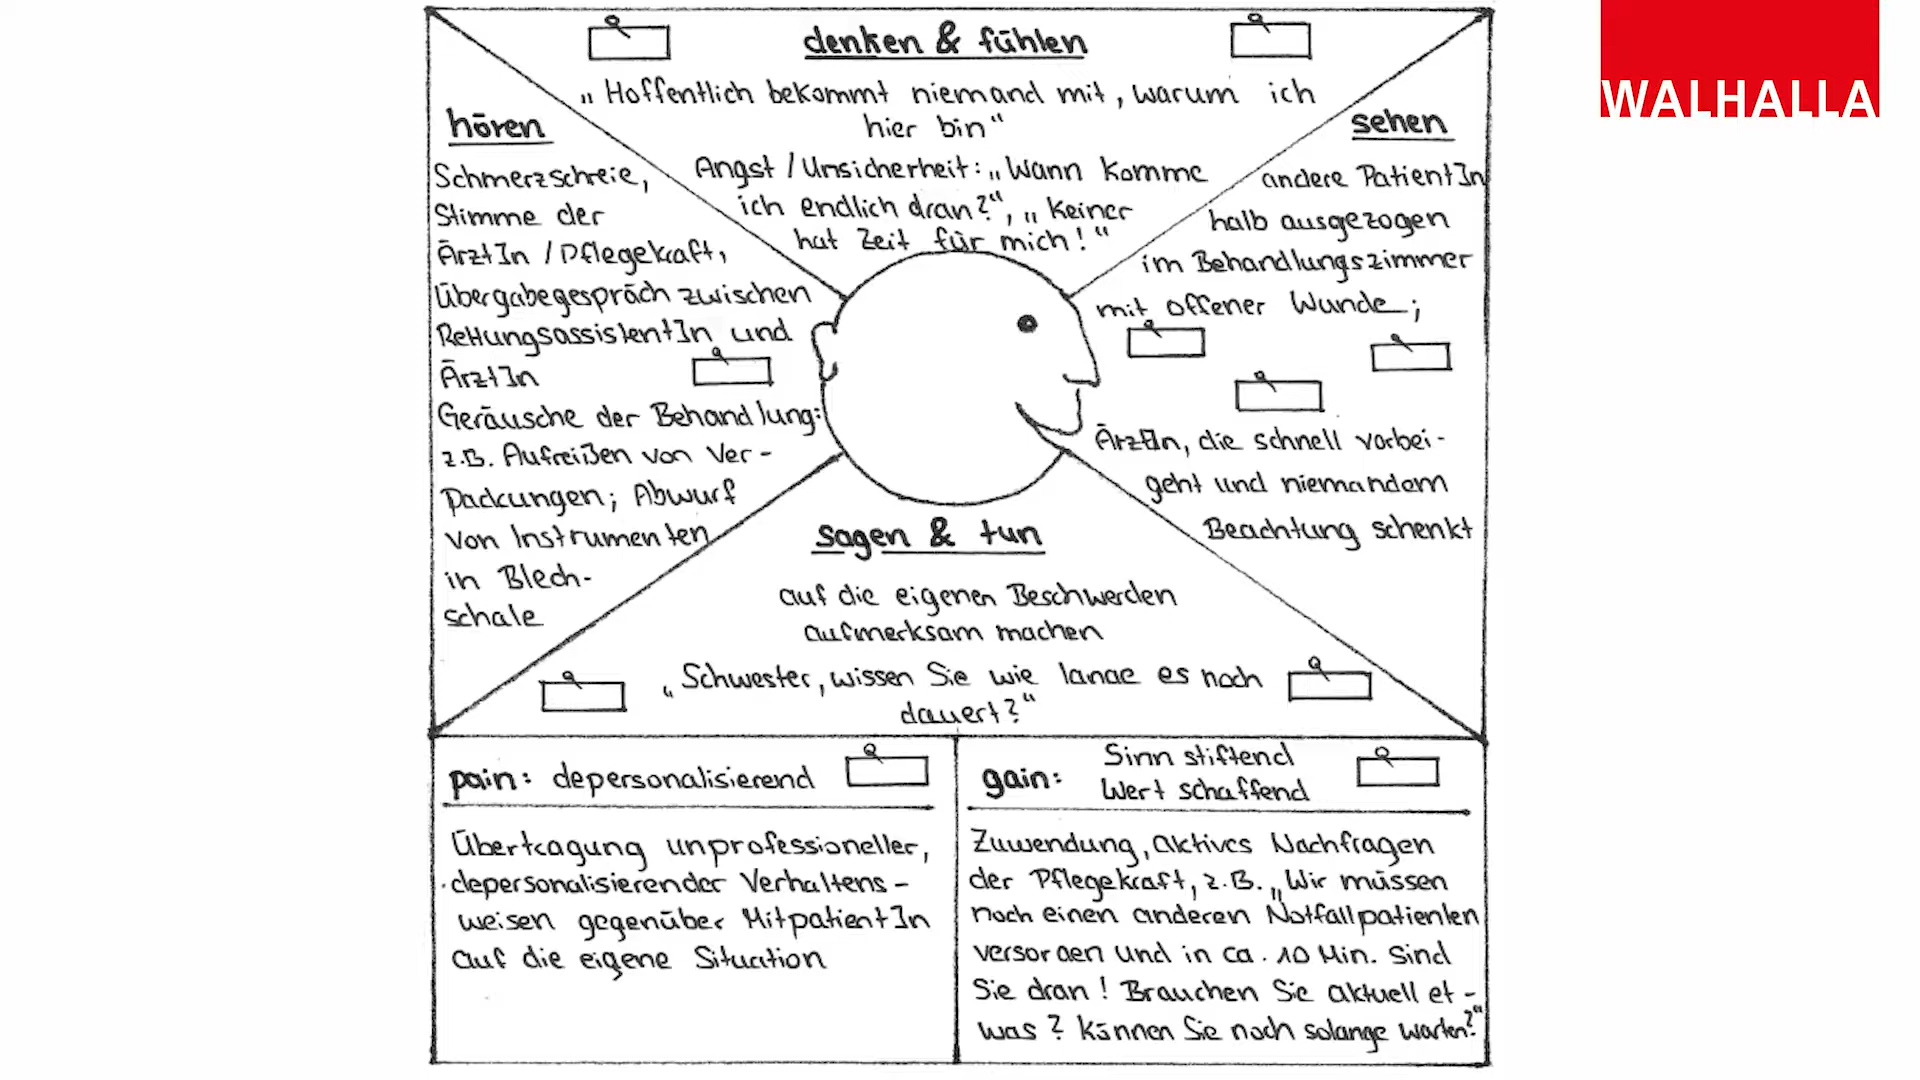 denken & fühlen
„Hoffentlich bekommt niemand mit, warum ich
hier bin“
Angst / Unsicherheit: „Wann komme
ich endlich dran?“, „Keiner
hat Zeit für mich!“
hören
Schmerzschreie,
Stimme der
ÄrztIn / Pflegekraft,
Übergabegespräch zwischen
RettungsassistentIn und
ÄrztIn
Geräusche der Behandlung:
z.B. Aufreißen von Ver-
packungen; Abwurf
von Instrumenten
in Blech-
schale
sehen
andere PatientIn
halb ausgezogen
im Behandlungszimmer
mit offener Wunde;
ÄrztIn, die schnell vorbei-
geht und niemandem
Beachtung schenkt
sagen & tun
auf die eigenen Beschwerden
aufmerksam machen
„Schwester, wissen Sie wie lange es noch
dauert?“
pain: depersonalisierend
Übertragung unprofessioneller,
depersonalisierender Verhaltens-
weisen gegenüber MitpatientIn
auf die eigene Situation
gain: Sinn stiftend
Wert schaffend
Zuwendung, aktives Nachfragen
der Pflegekraft, z.B. „Wir müssen
noch einen anderen Notfallpatienten
versorgen und in ca. 10 Min. sind
Sie dran! Brauchen Sie aktuell et-
was? Können Sie noch solange warten?“
WALHALLA